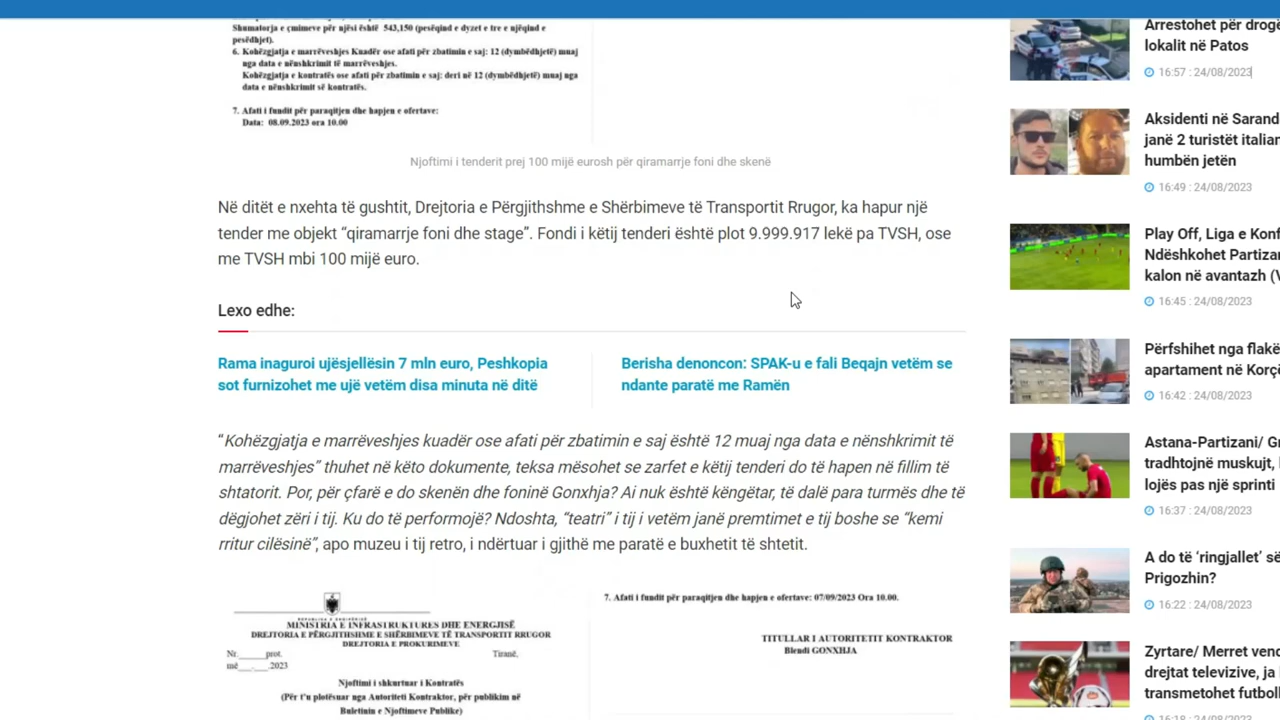 Shumatorja e çmimeve për njësi është 543,150 (pesëqind e dyzet e tre e njëqind e
pesëdhjet).
6. Kohëzgjatja e marrëveshjes Kuadër ose afati për zbatimin e saj: 12 (dymbëdhjetë) muaj
nga data e nënshkrimit të marrëveshjes.
Kohëzgjatja e kontratës ose afati për zbatimin e saj: deri në 12 (dymbëdhjetë) muaj nga
data e nënshkrimit së kontratës.
7. Afati i fundit për paraqitjen dhe hapjen e ofertave:
Data: 08.09.2023 ora 10.00
Njoftimi i tenderit prej 100 mijë eurosh për qiramarrje foni dhe skenë
Në ditët e nxehta të gushtit, Drejtoria e Përgjithshme e Shërbimeve të Transportit Rrugor, ka hapur një
tender me objekt “qiramarrje foni dhe stage”. Fondi i këtij tenderi është plot 9.999.917 lekë pa TVSH, ose
me TVSH mbi 100 mijë euro.
Lexo edhe:
Rama inaguroi ujësjellësin 7 mln euro, Peshkopia
sot furnizohet me ujë vetëm disa minuta në ditë
Berisha denoncon: SPAK-u e fali Beqajn vetëm se
ndante paratë me Ramën
“Kohëzgjatja e marrëveshjes kuadër ose afati për zbatimin e saj është 12 muaj nga data e nënshkrimit të
marrëveshjes” thuhet në këto dokumente, teksa mësohet se zarfet e këtij tenderi do të hapen në fillim të
shtatorit. Por, për çfarë e do skenën dhe foninë Gonxhja? Ai nuk është këngëtar, të dalë para turmës dhe të
dëgjohet zëri i tij. Ku do të performojë? Ndoshta, “teatri” i tij i vetëm janë premtimet e tij boshe se “kemi
rritur cilësinë”, apo muzeu i tij retro, i ndërtuar i gjithë me paratë e buxhetit të shtetit.
MINISTRIA E INFRASTRUKTURES DHE ENERGJISË
DREJTORIA E PËRGJITHSHME E SHËRBIMEVE TË TRANSPORTIT RRUGOR
DREJTORIA E PROKURIMEVE
Nr.______prot. Tiranë,
më___.___.2023
Njoftimi i shkurtuar i Kontratës
(Për t'u plotësuar nga Autoriteti Kontraktor, për publikim në
Buletinin e Njoftimeve Publike)
7. Afati i fundit për paraqitjen dhe hapjen e ofertave: 07/09/2023 Ora 10.00.
TITULLAR I AUTORITETIT KONTRAKTOR
Blendi GONXHJA
Arrestohet për drogë
lokalit në Patos
16:57 : 24/08/2023
Aksidenti në Sarand
janë 2 turistët italian
humbën jetën
16:49 : 24/08/2023
Play Off, Liga e Konf
Ndëshkohet Partizan
kalon në avantazh (V
16:45 : 24/08/2023
Përfshihet nga flakë
apartament në Korçë
16:42 : 24/08/2023
Astana-Partizani/ Gr
tradhtojnë muskujt, l
lojës pas një sprinti
16:37 : 24/08/2023
A do të ‘ringjallet’ së
Prigozhin?
16:22 : 24/08/2023
Zyrtare/ Merret vend
drejtat televizive, ja k
transmetohet futboll
16:18 : 24/08/2023